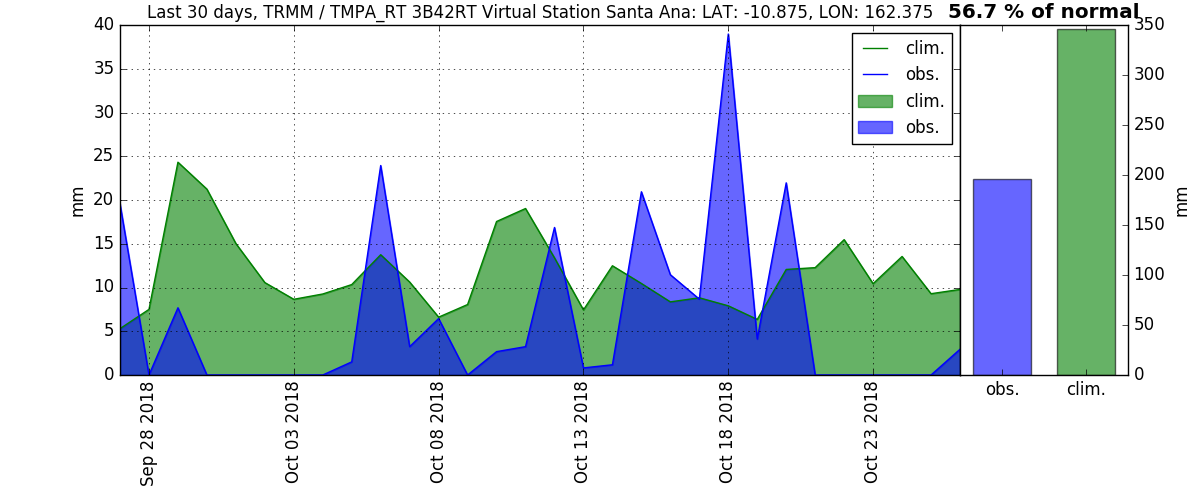 Last 30 days, TRMM / TMPA_RT 3B42RT Virtual Station Santa Ana: LAT: -10.875, LON: 162.375
56.7 % of normal
40
35
30
25
20
15
10
5
0
mm
clim.
obs.
clim.
obs.
Sep 28 2018
Oct 03 2018
Oct 08 2018
Oct 13 2018
Oct 18 2018
Oct 23 2018
350
300
250
200
150
100
50
0
mm
obs.
clim.